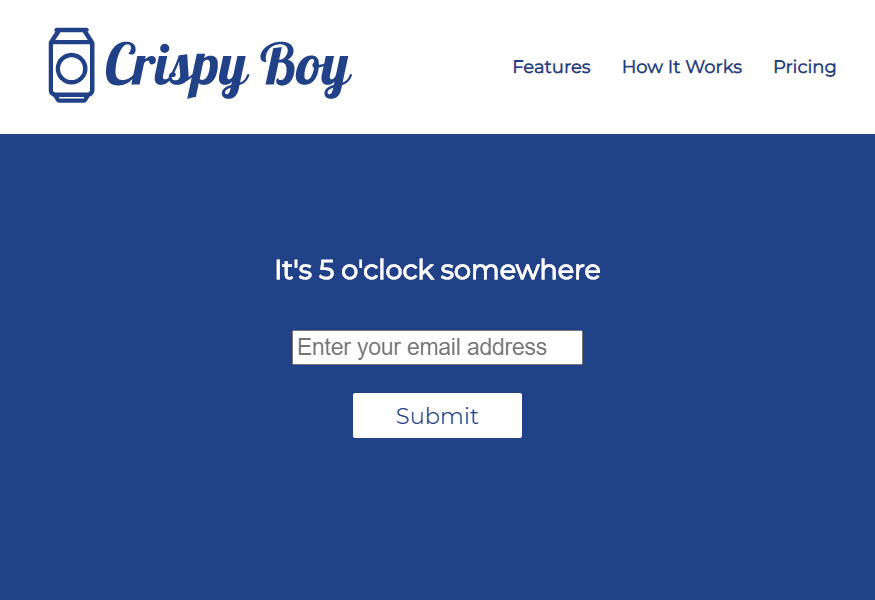 Crispy Boy
Features How It Works Pricing
It's 5 o'clock somewhere
Enter your email address
Submit